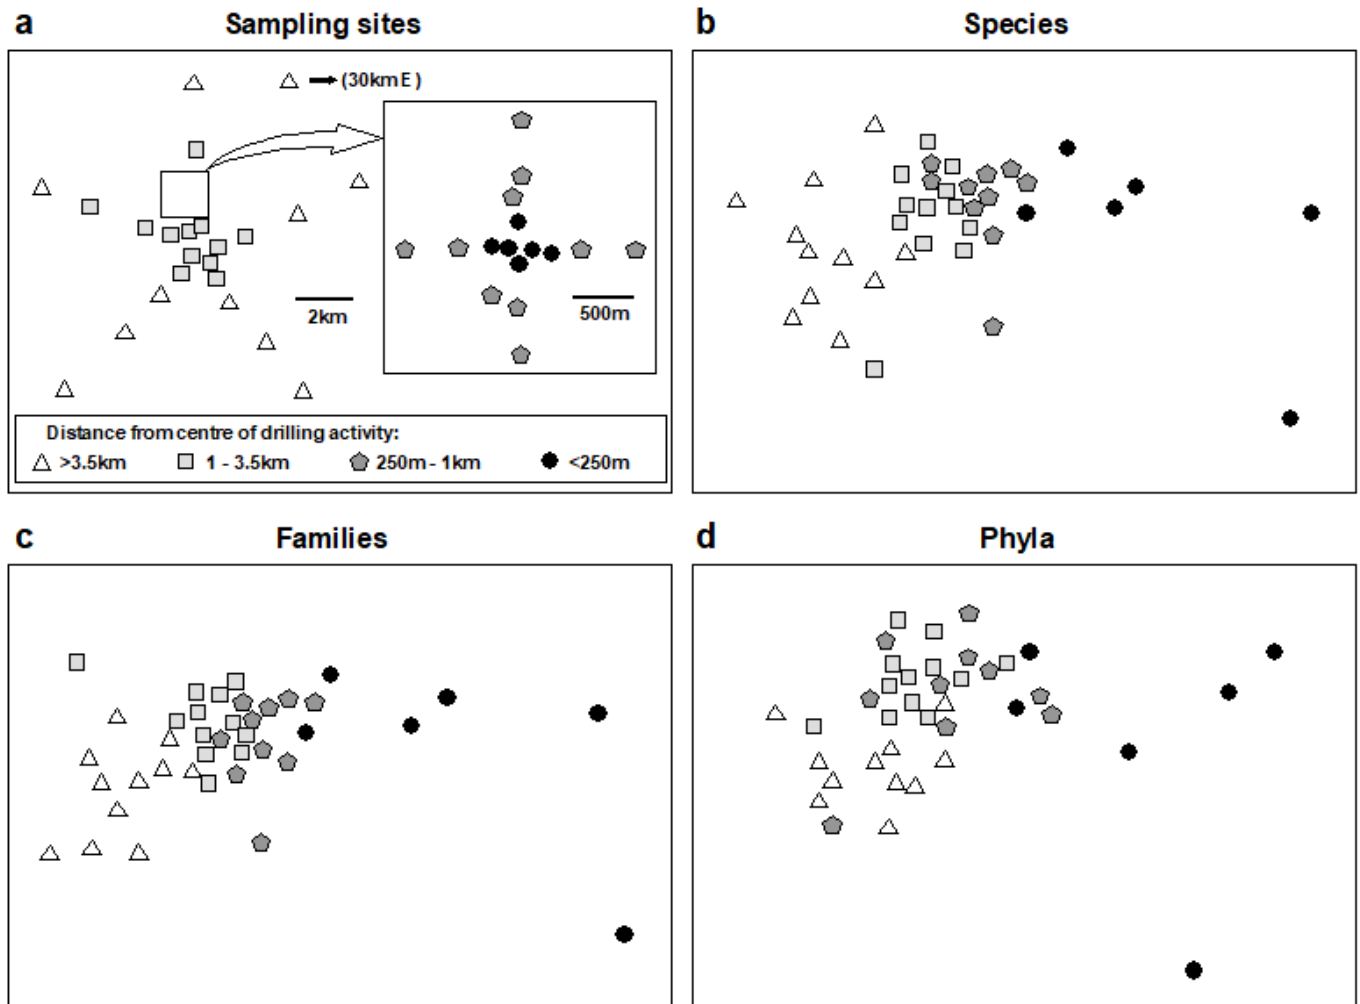 a Sampling sites
(30km E)
2km
500m
Distance from centre of drilling activity:
>3.5km 1 - 3.5km 250m - 1km <250m
b Species
c Families
d Phyla